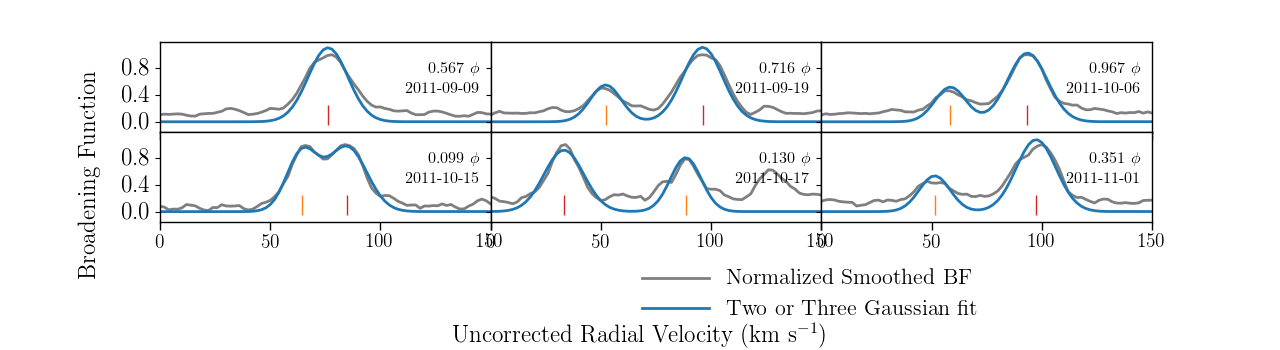 Broadening Function
0.8
0.4
0.0
0.567 ϕ
2011-09-09
0.716 ϕ
2011-09-19
0.967 ϕ
2011-10-06
0.8
0.4
0.0
0.099 ϕ
2011-10-15
0.130 ϕ
2011-10-17
0.351 ϕ
2011-11-01
0 50 100 150
0 50 100 150
0 50 100 150
Normalized Smoothed BF
Two or Three Gaussian fit
Uncorrected Radial Velocity (km s⁻¹)